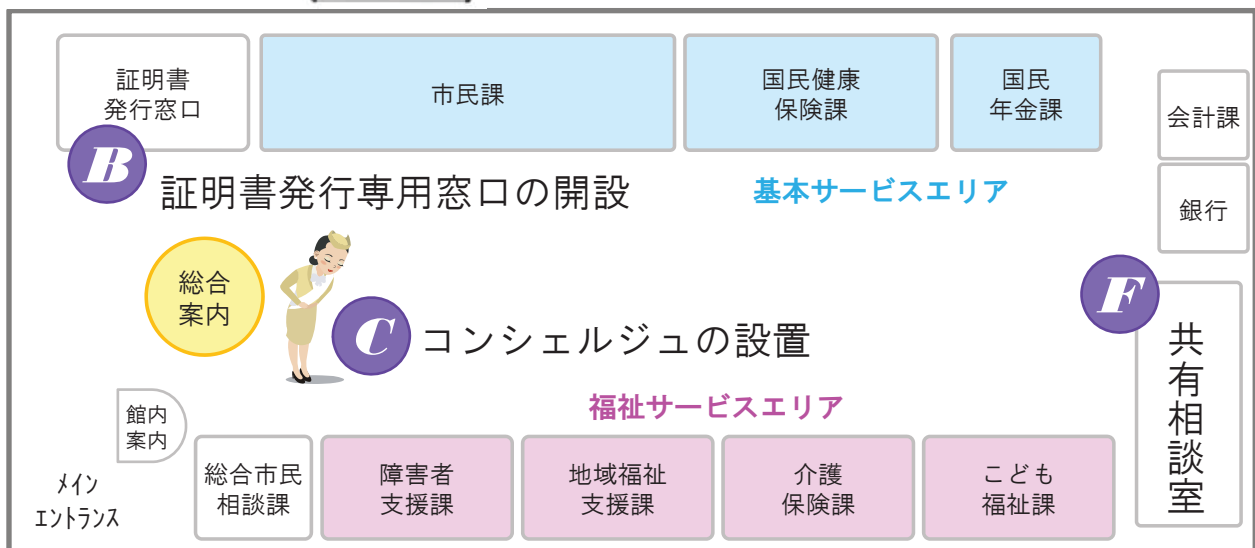 証明書
発行窓口
市民課
国民健康
保険課
国民
年金課
会計課
B
証明書発行専用窓口の開設
基本サービスエリア
銀行
総合
案内
C
コンシェルジュの設置
F
共有相談室
福祉サービスエリア
館内
案内
メイン
エントランス
総合市民
相談課
障害者
支援課
地域福祉
支援課
介護
保険課
こども
福祉課